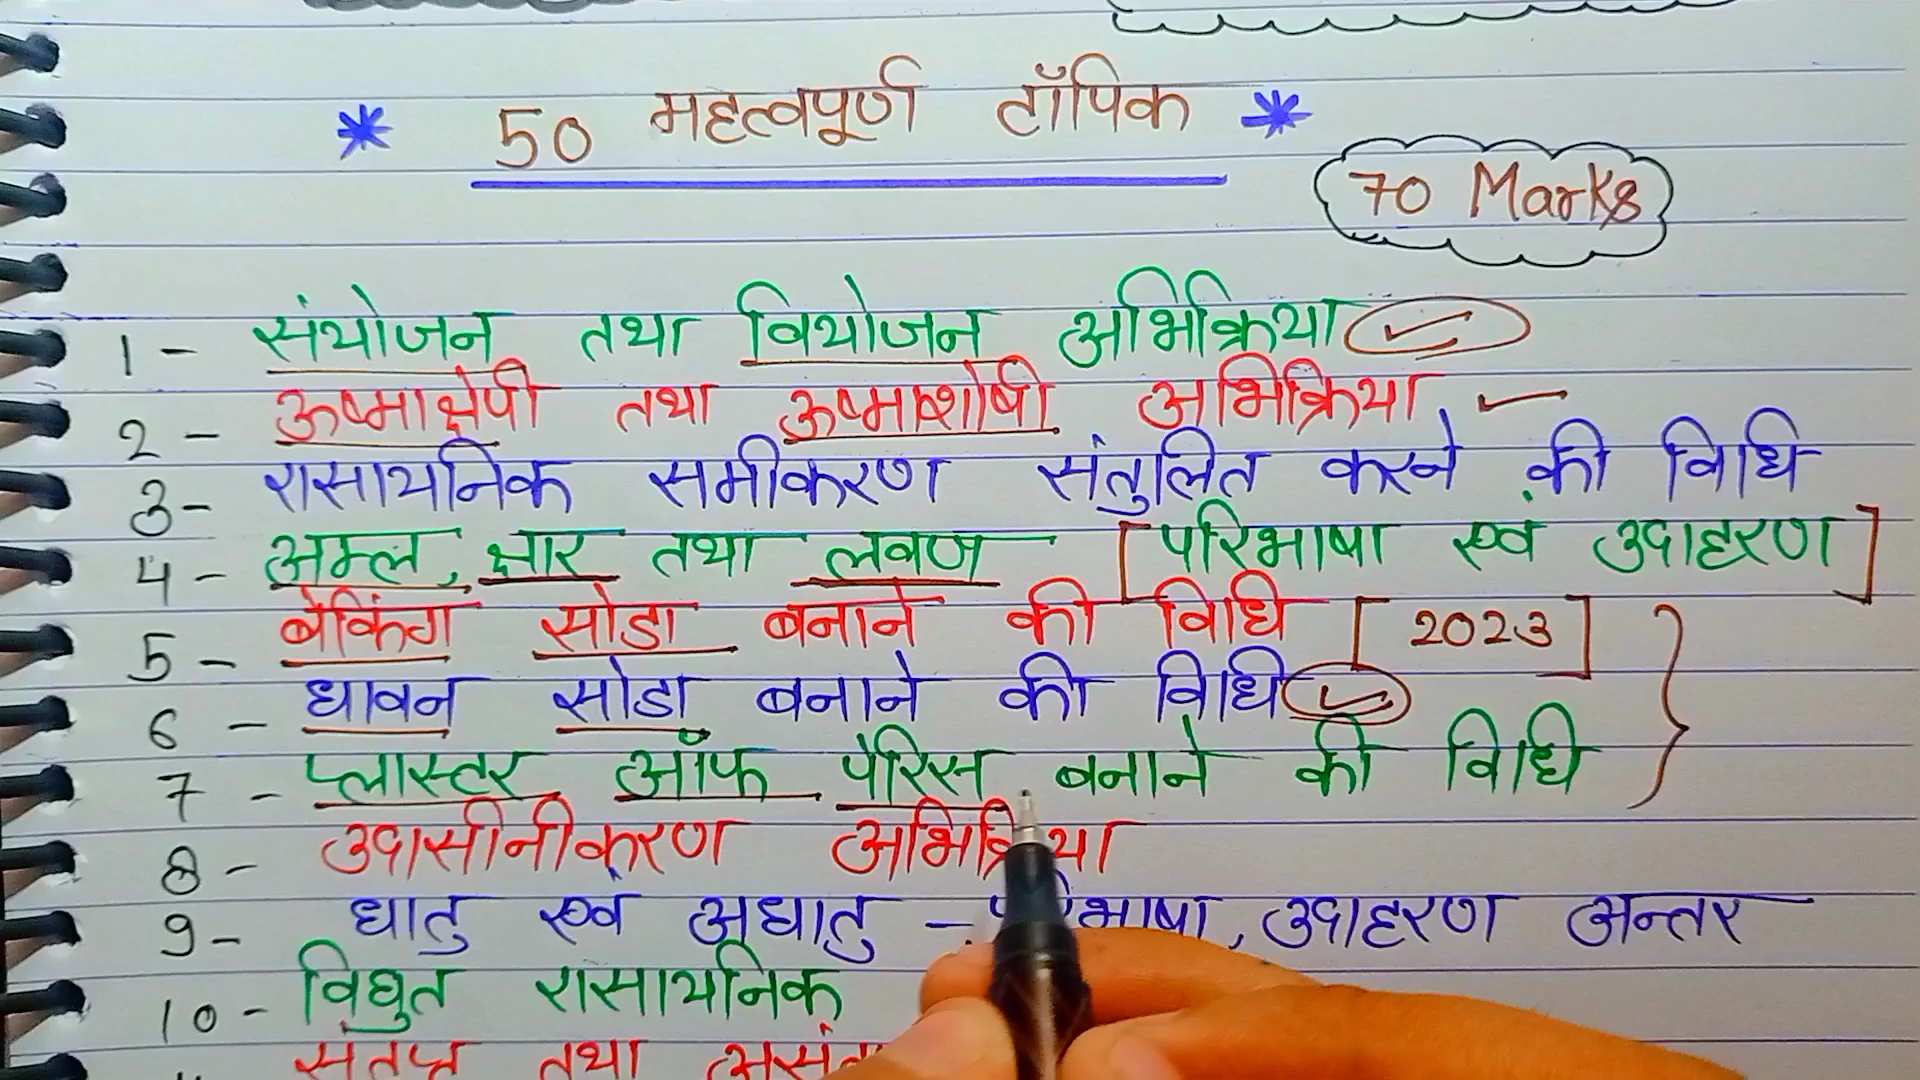 * 50 महत्वपूर्ण टॉपिक *
70 Marks
1 - संयोजन तथा वियोजन अभिक्रिया
2 - ऊष्माक्षेपी तथा ऊष्माशोषी अभिक्रिया
3- रासायनिक समीकरण संतुलित करने की विधि
4 - अम्ल, क्षार तथा लवण [परिभाषा एवं उदाहरण]
5 - बेकिंग सोडा बनाने की विधि [2023]
6 - धावन सोडा बनाने की विधि
7 - प्लास्टर ऑफ पेरिस बनाने की विधि
8 - उदासीनीकरण अभिक्रिया
9- धातु एवं अधातु - परिभाषा, उदाहरण अन्तर
10 - विद्युत रासायनिक
संतप्त तथा